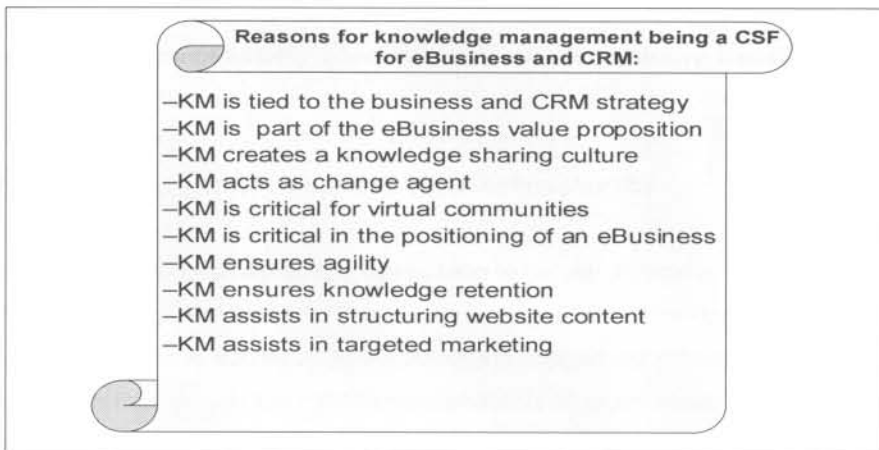 Reasons for knowledge management being a CSF
for eBusiness and CRM:
–KM is tied to the business and CRM strategy
–KM is part of the eBusiness value proposition
–KM creates a knowledge sharing culture
–KM acts as change agent
–KM is critical for virtual communities
–KM is critical in the positioning of an eBusiness
–KM ensures agility
–KM ensures knowledge retention
–KM assists in structuring website content
–KM assists in targeted marketing